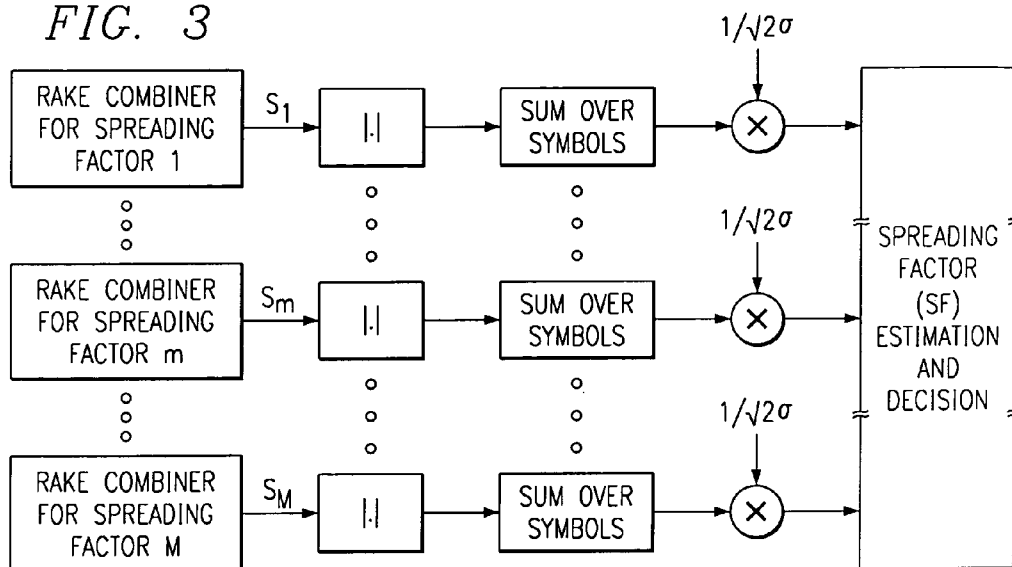 FIG. 3
1/√2σ
RAKE COMBINER
FOR SPREADING
FACTOR 1
S1
|.|
SUM OVER
SYMBOLS
×
1/√2σ
RAKE COMBINER
FOR SPREADING
FACTOR m
Sm
|.|
SUM OVER
SYMBOLS
×
SPREADING
FACTOR
(SF)
ESTIMATION
AND
DECISION
1/√2σ
RAKE COMBINER
FOR SPREADING
FACTOR M
SM
|.|
SUM OVER
SYMBOLS
×